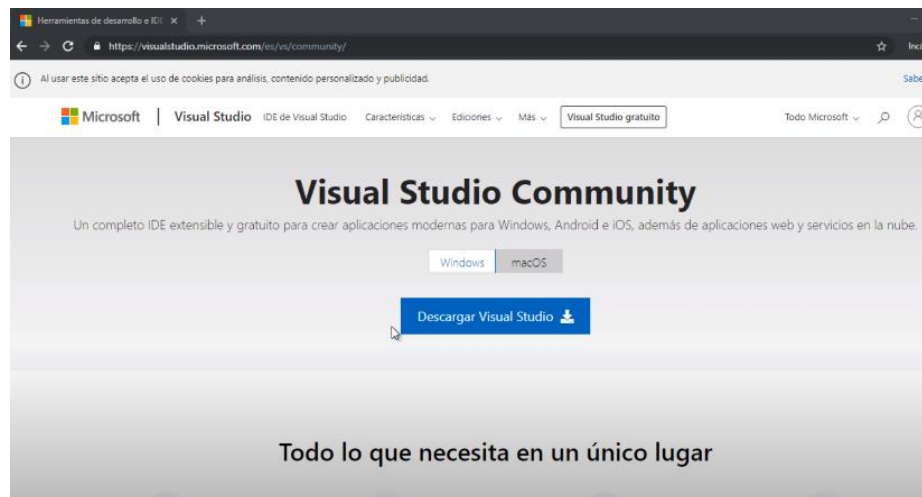 Herramientas de desarrollo e IDE
https://visualstudio.microsoft.com/es/vs/community/
Al usar este sitio acepta el uso de cookies para análisis, contenido personalizado y publicidad.
Microsoft | Visual Studio IDE de Visual Studio Características Ediciones Más Visual Studio gratuito Todo Microsoft
Visual Studio Community
Un completo IDE extensible y gratuito para crear aplicaciones modernas para Windows, Android e iOS, además de aplicaciones web y servicios en la nube.
Windows macOS
Descargar Visual Studio
Todo lo que necesita en un único lugar